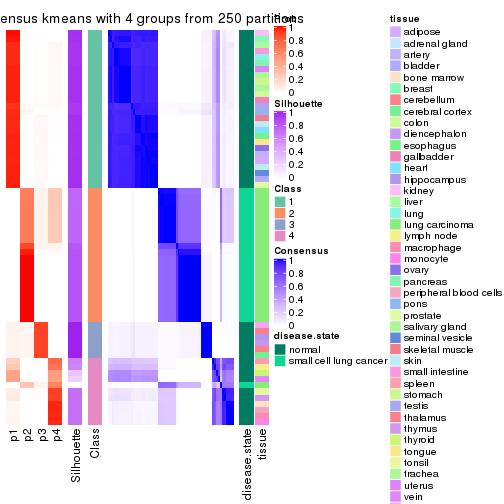 ensus kmeans with 4 groups from 250 partitions
1
0.8
0.6
0.4
0.2
0
Silhouette
1
0.8
0.6
0.4
0.2
0
Class
1
2
3
4
Consensus
1
0.8
0.6
0.4
0.2
0
disease.state
normal
small cell lung cancer
tissue
adipose
adrenal gland
artery
bladder
bone marrow
breast
cerebellum
cerebral cortex
colon
diencephalon
esophagus
gallbadder
heart
hippocampus
kidney
liver
lung
lung carcinoma
lymph node
macrophage
monocyte
ovary
pancreas
peripheral blood cells
pons
prostate
salivary gland
seminal vesicle
skeletal muscle
skin
small intestine
spleen
stomach
testis
thalamus
thymus
thyroid
tongue
tonsil
trachea
uterus
vein
p1
p2
p3
p4
Silhouette
Class
disease.state
tissue